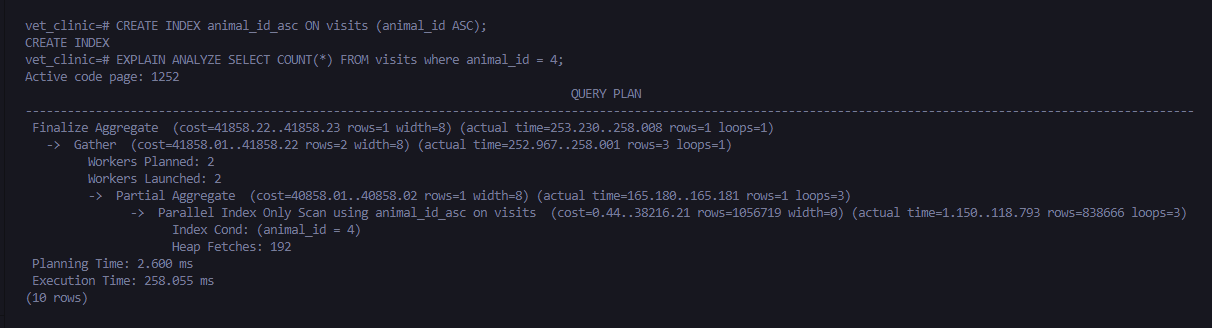 vet_clinic=# CREATE INDEX animal_id_asc ON visits (animal_id ASC);
CREATE INDEX
vet_clinic=# EXPLAIN ANALYZE SELECT COUNT(*) FROM visits where animal_id = 4;
Active code page: 1252
QUERY PLAN
--------------------------------------------------------------------------------------------------------------------------------------------------------------------
Finalize Aggregate  (cost=41858.22..41858.23 rows=1 width=8) (actual time=253.230..258.008 rows=1 loops=1)
  ->  Gather  (cost=41858.01..41858.22 rows=2 width=8) (actual time=252.967..258.001 rows=3 loops=1)
        Workers Planned: 2
        Workers Launched: 2
        ->  Partial Aggregate  (cost=40858.01..40858.02 rows=1 width=8) (actual time=165.180..165.181 rows=1 loops=3)
              ->  Parallel Index Only Scan using animal_id_asc on visits  (cost=0.44..38216.21 rows=1056719 width=0) (actual time=1.150..118.793 rows=838666 loops=3)
                    Index Cond: (animal_id = 4)
                    Heap Fetches: 192
Planning Time: 2.600 ms
Execution Time: 258.055 ms
(10 rows)